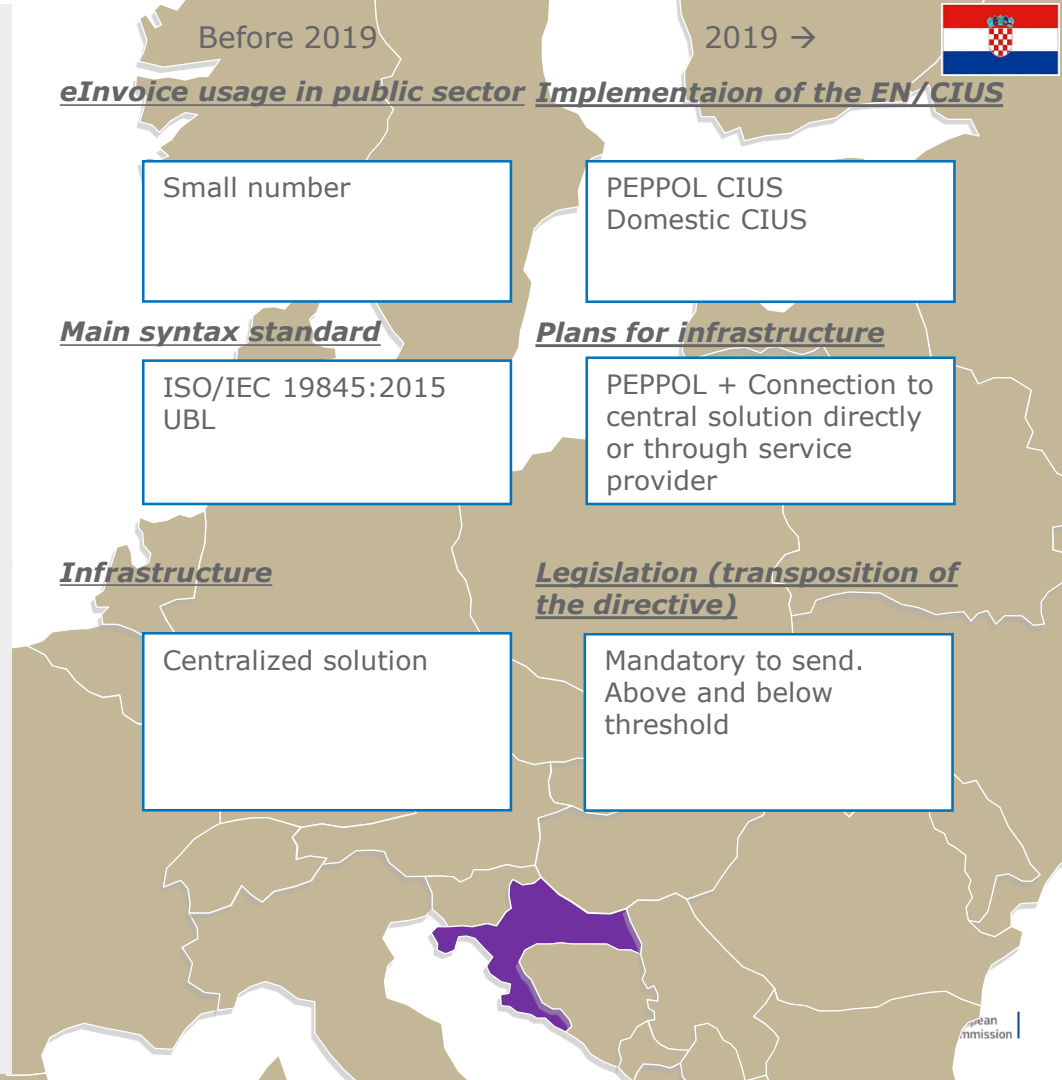 Before 2019
2019 →
eInvoice usage in public sector
Implementaion of the EN/CIUS
Small number
PEPPOL CIUS
Domestic CIUS
Main syntax standard
Plans for infrastructure
ISO/IEC 19845:2015
UBL
PEPPOL + Connection to
central solution directly
or through service
provider
Infrastructure
Legislation (transposition of
the directive)
Centralized solution
Mandatory to send.
Above and below
threshold